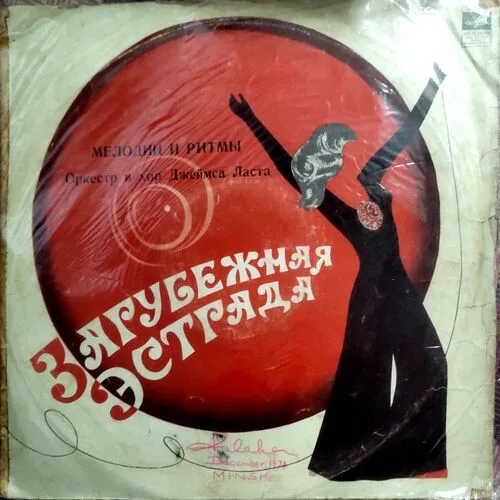 МЕЛОДИИ И РИТМЫ
Оркестр и хор Джеймса Ласта
ЗАРУБЕЖНАЯ
ЭСТРАДА
December 1974
MINSK